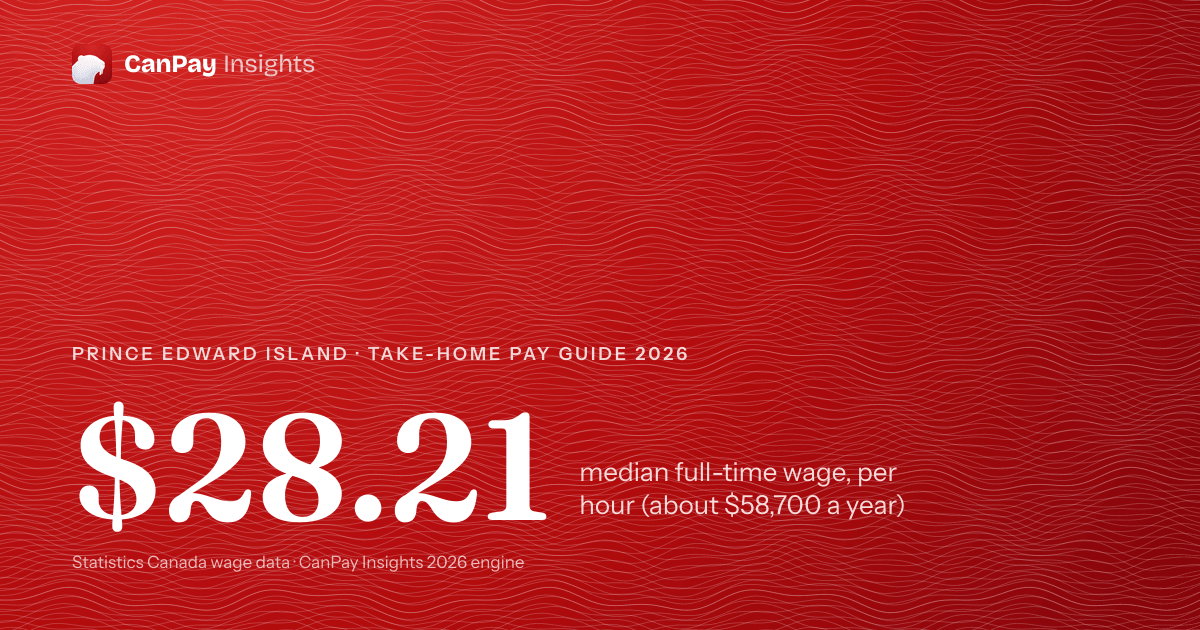 CanPay Insights
PRINCE EDWARD ISLAND · TAKE-HOME PAY GUIDE 2026
$28.21
median full-time wage, per
hour (about $58,700 a year)
Statistics Canada wage data · CanPay Insights 2026 engine